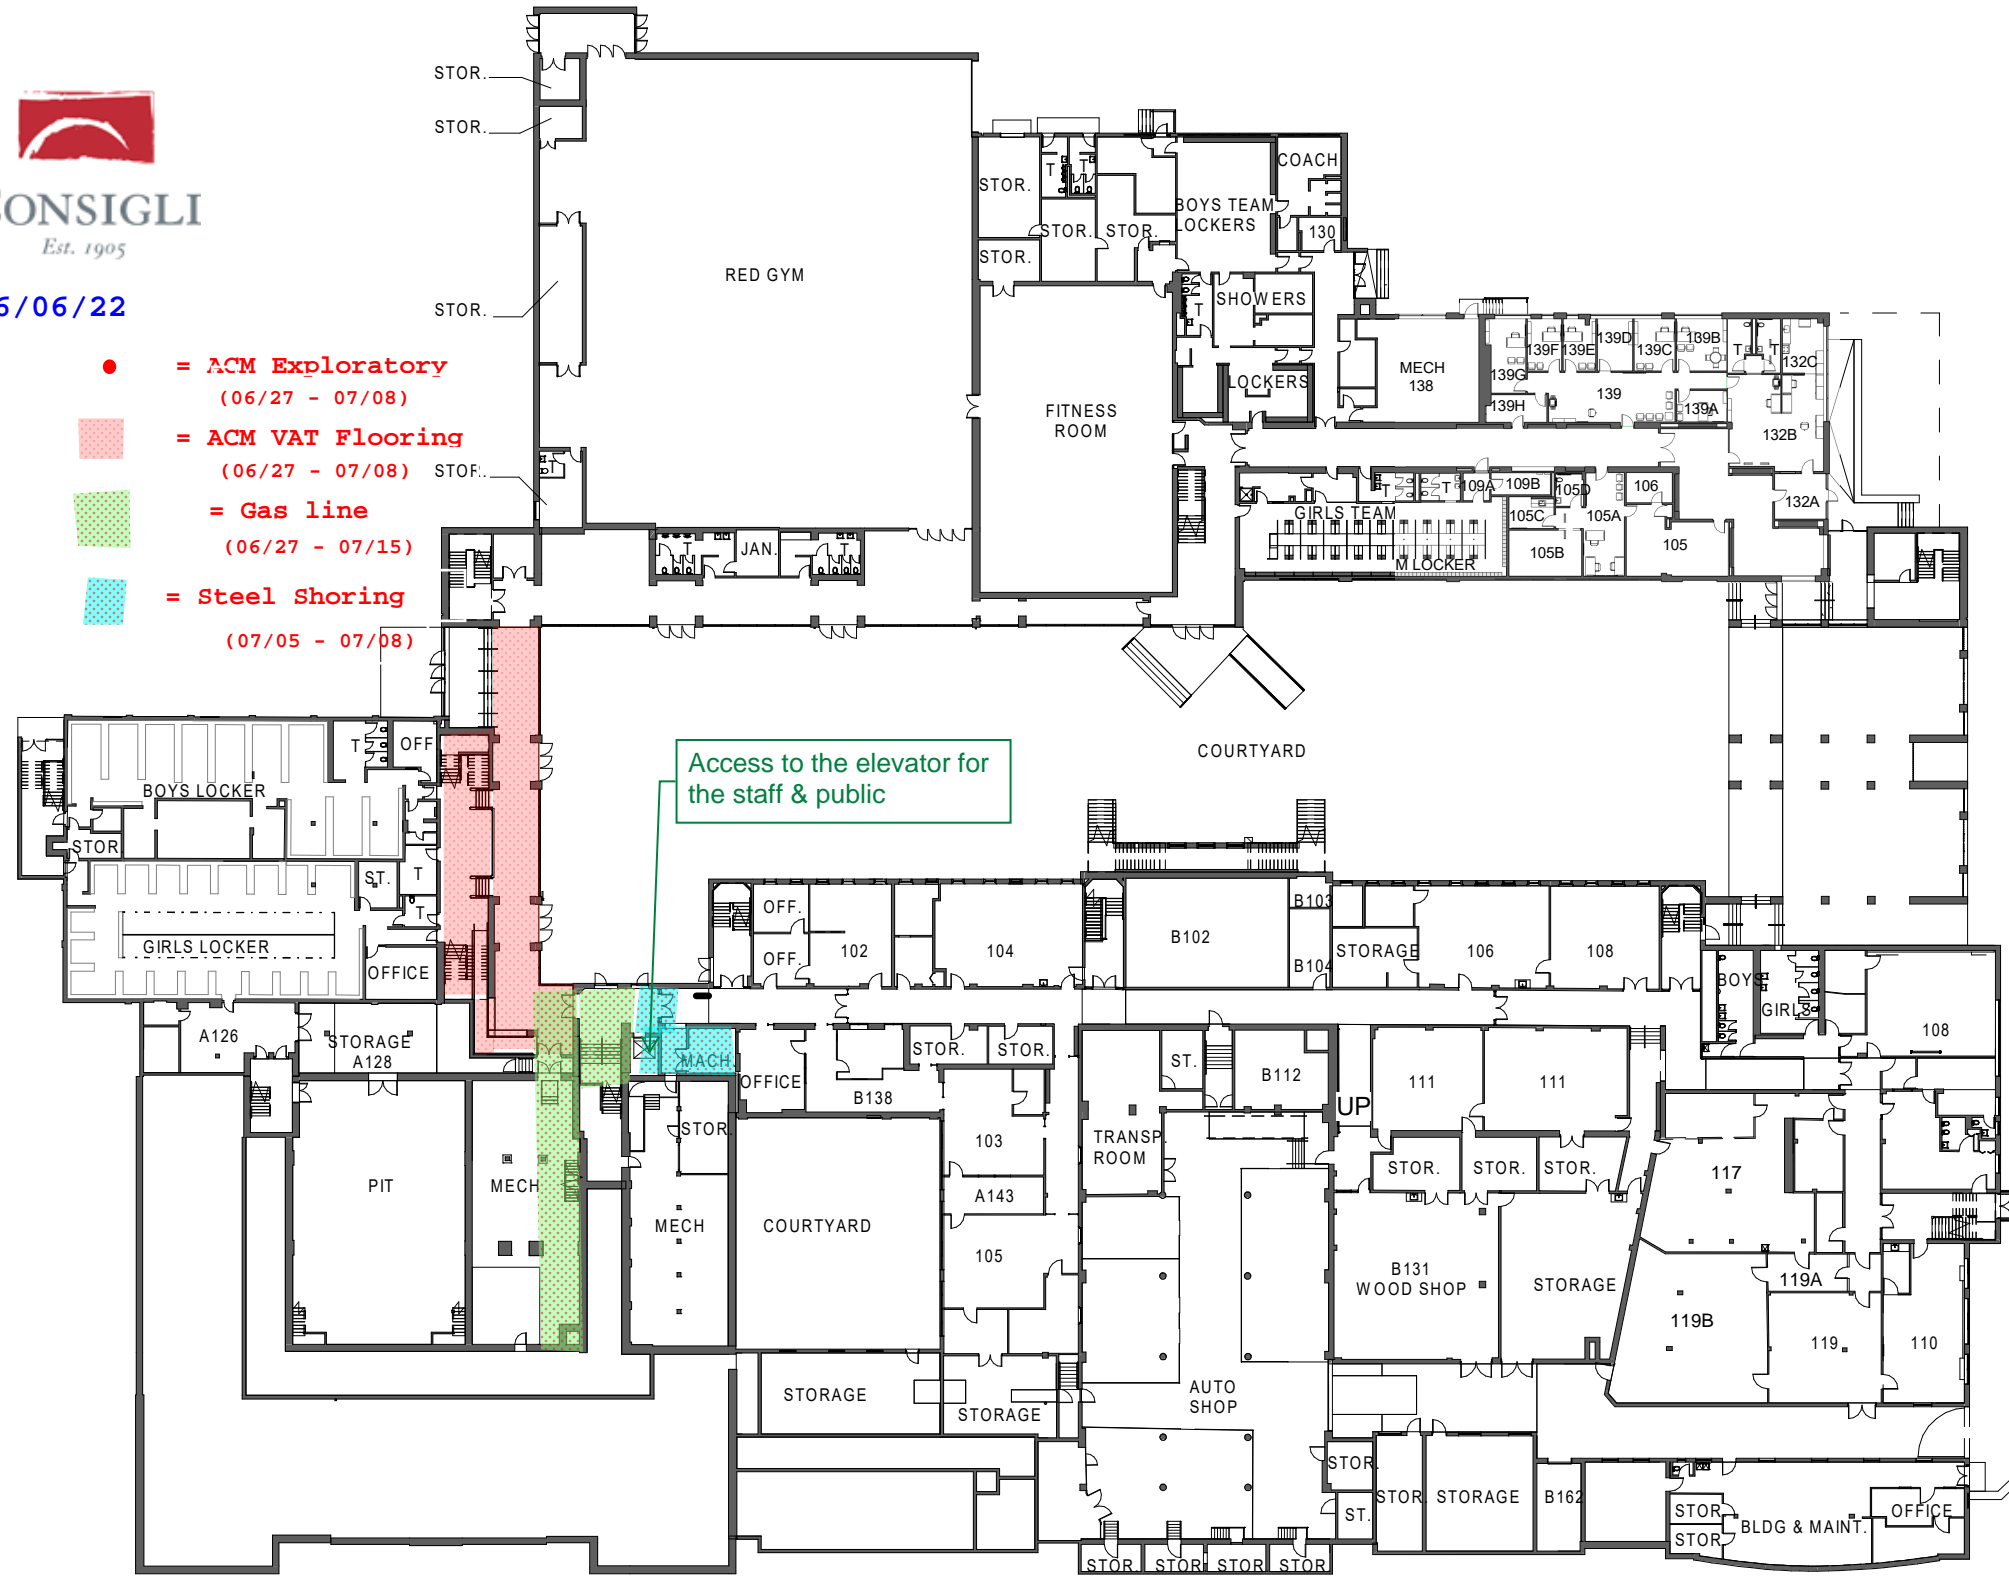 CONSIGLI
Est. 1905
6/06/22
= ACM Exploratory
(06/27 - 07/08)
= ACM VAT Flooring
(06/27 - 07/08)
= Gas line
(06/27 - 07/15)
= Steel Shoring
(07/05 - 07/08)
STOR.
STOR.
STOR.
STOR.
RED GYM
T
JAN.
T
T
STOR.
T
T
STOR.
STOR.
STOR.
BOYS TEAM
LOCKERS
COACH
130
SHOWERS
T
LOCKERS
FITNESS
ROOM
MECH
138
139F
139E
139D
139C
139B
139G
139H
139
139A
T
T
132C
132B
132A
GIRLS TEAM
T
T
109A
109B
105D
105C
105A
105B
106
105
M LOCKER
COURTYARD
Access to the elevator for
the staff & public
BOYS LOCKER
T
OFF
STOR.
ST.
T
T
GIRLS LOCKER
OFFICE
A126
STORAGE
A128
OFF.
OFF.
102
104
B102
B103
B104
STORAGE
106
108
BOYS
GIRLS
108
MACH.
OFFICE
B138
STOR.
STOR.
ST.
B112
UP
111
111
STOR.
103
A143
105
TRANSP.
ROOM
STOR.
STOR.
STOR.
117
PIT
MECH
MECH
COURTYARD
B131
WOOD SHOP
STORAGE
119A
119B
119
110
STORAGE
STORAGE
AUTO
SHOP
STOR.
ST.
STOR.
STORAGE
B162
STOR.
STOR.
BLDG & MAINT.
OFFICE
STOR.
STOR.
STOR
STOR